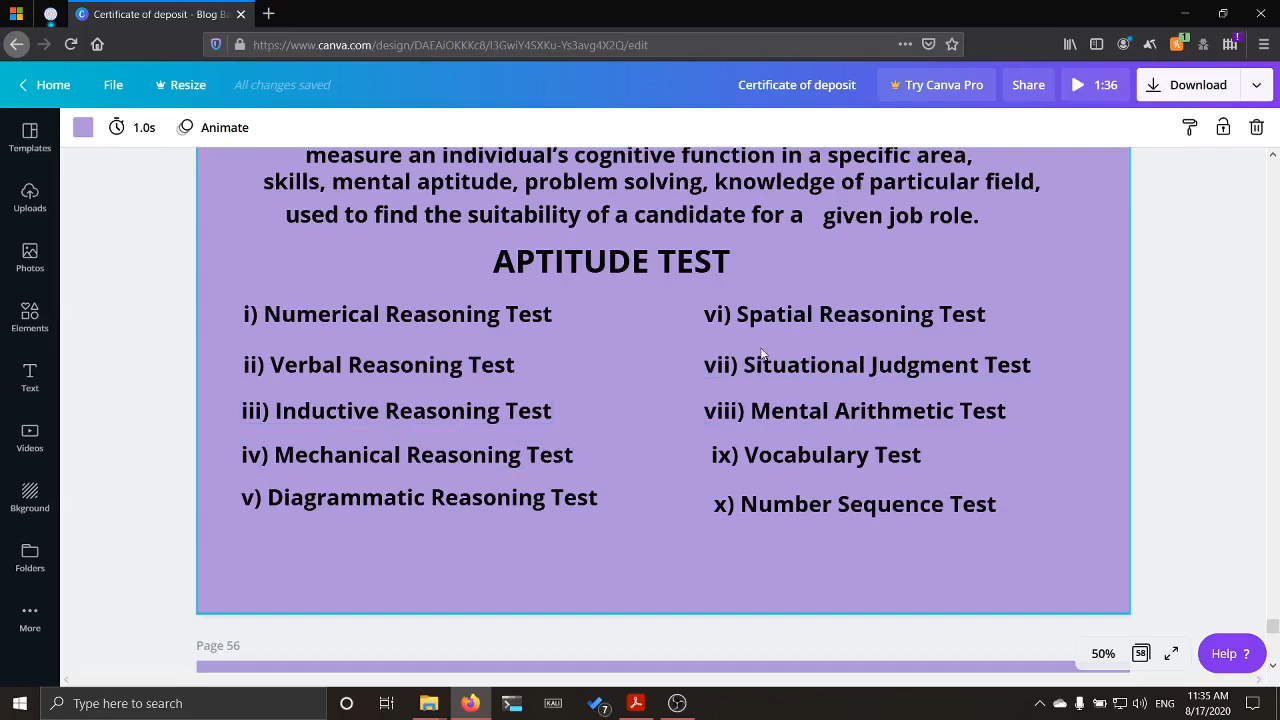 Certificate of deposit - Blog Ba
https://www.canva.com/design/DAEAiOKKKc8/I3GwiY4SXKu-Ys3avg4X2Q/edit
1
1
Home
File
Resize
All changes saved
Certificate of deposit
Try Canva Pro
Share
1:36
Download
1.0s
Animate
Templates
Uploads
Photos
Elements
Text
Videos
Bkground
Folders
More
measure an individual's cognitive function in a specific area,
skills, mental aptitude, problem solving, knowledge of particular field,
used to find the suitability of a candidate for a given job role.
APTITUDE TEST
i) Numerical Reasoning Test
ii) Verbal Reasoning Test
iii) Inductive Reasoning Test
iv) Mechanical Reasoning Test
v) Diagrammatic Reasoning Test
vi) Spatial Reasoning Test
vii) Situational Judgment Test
viii) Mental Arithmetic Test
ix) Vocabulary Test
x) Number Sequence Test
Page 56
50%
58
Help ?
Type here to search
KALI
7
11:35 AM
8/17/2020